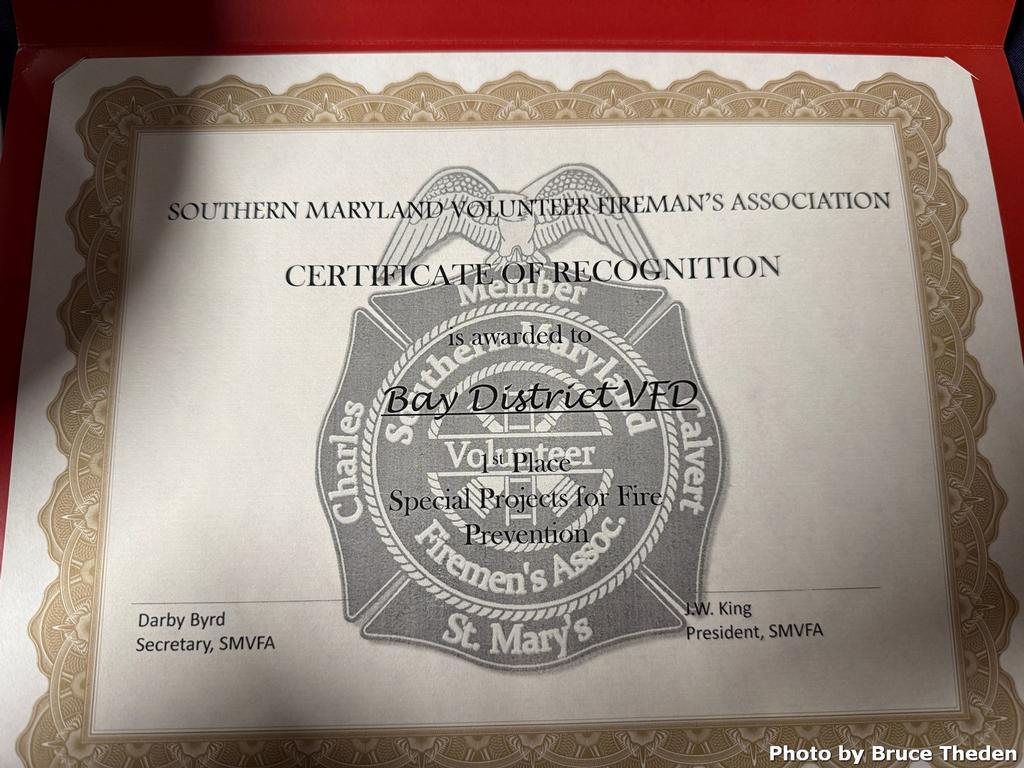 SOUTHERN MARYLAND VOLUNTEER FIREMAN'S ASSOCIATION
CERTIFICATE OF RECOGNITION
Member
is awarded to
Southern Maryland
Bay District VFD
Charles
Calvert
Volunteer
1st Place
Special Projects for Fire
Prevention
Firemen's Assoc.
St. Mary's
Darby Byrd
Secretary, SMVFA
J.W. King
President, SMVFA
Photo by Bruce Theden